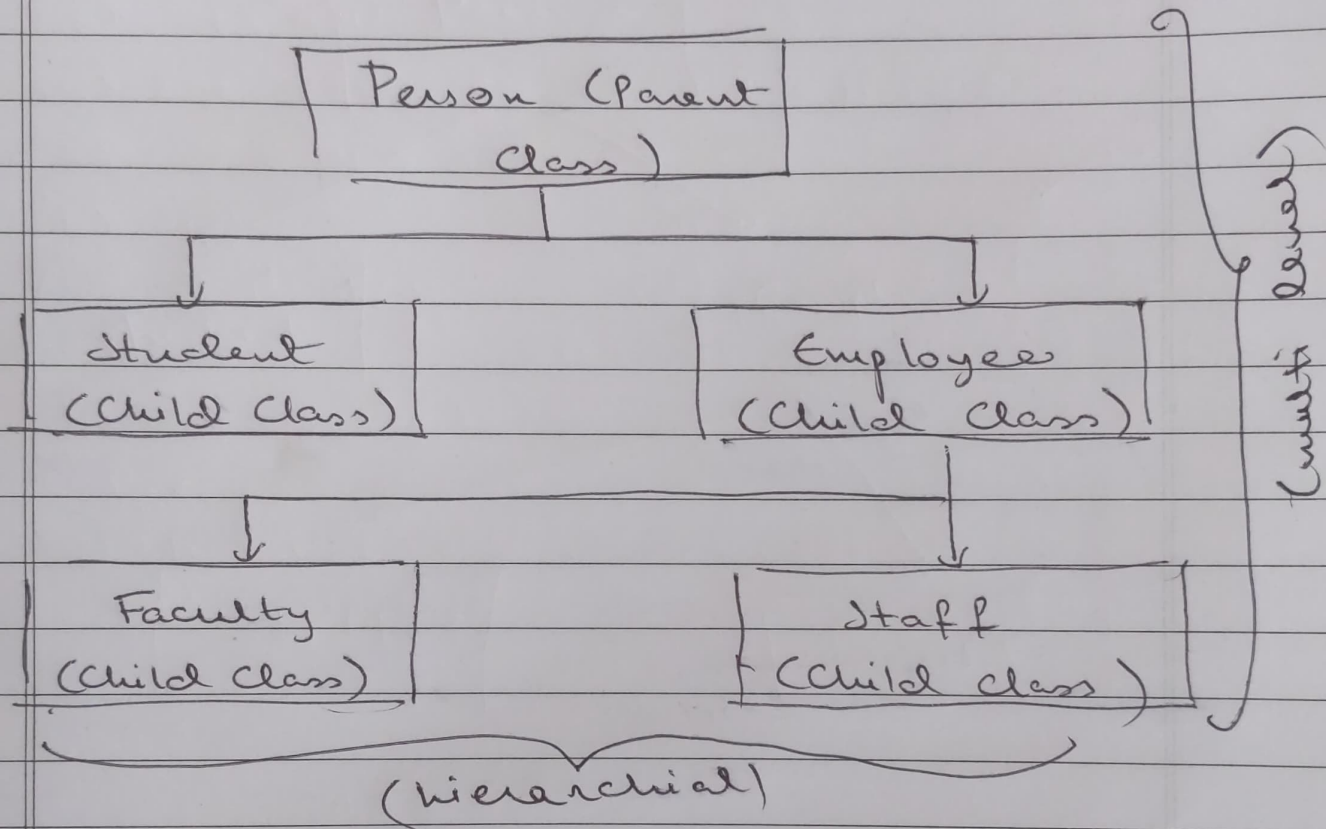 Person (Parent
Class)
Student
(Child Class)
Employee
(Child Class)
(multi level)
Faculty
(Child Class)
Staff
(Child Class)
(hierarchial)